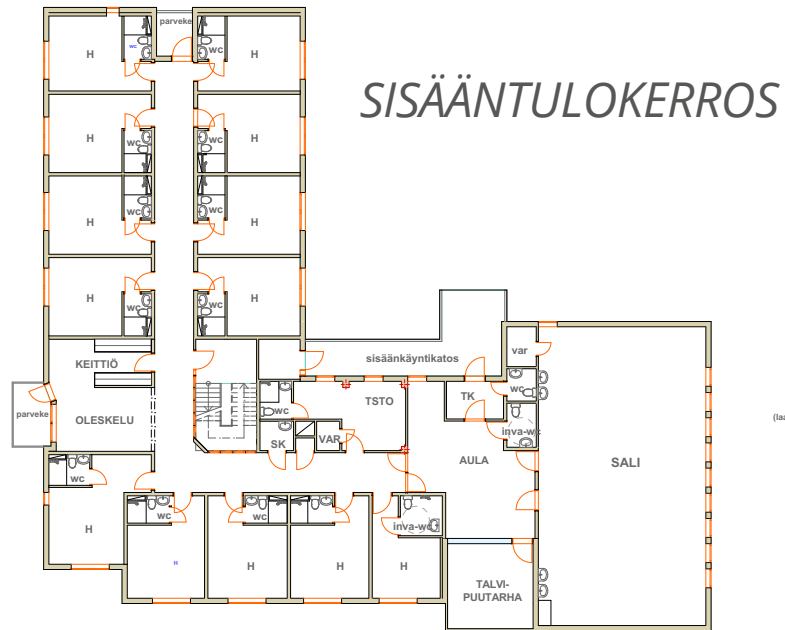 parveke
SISÄÄNTULOKERROS
H
wc
wc
H
H
wc
wc
H
H
wc
wc
H
H
wc
wc
H
KEITTIÖ
sisäänkäyntikatos
var
wc
TK
parveke
OLESKELU
wc
TSTO
SK
VAR
inva-wc
AULA
SALI
(laa
wc
H
wc
H
wc
H
H
inva-wc
H
TALVI-
PUUTARHA